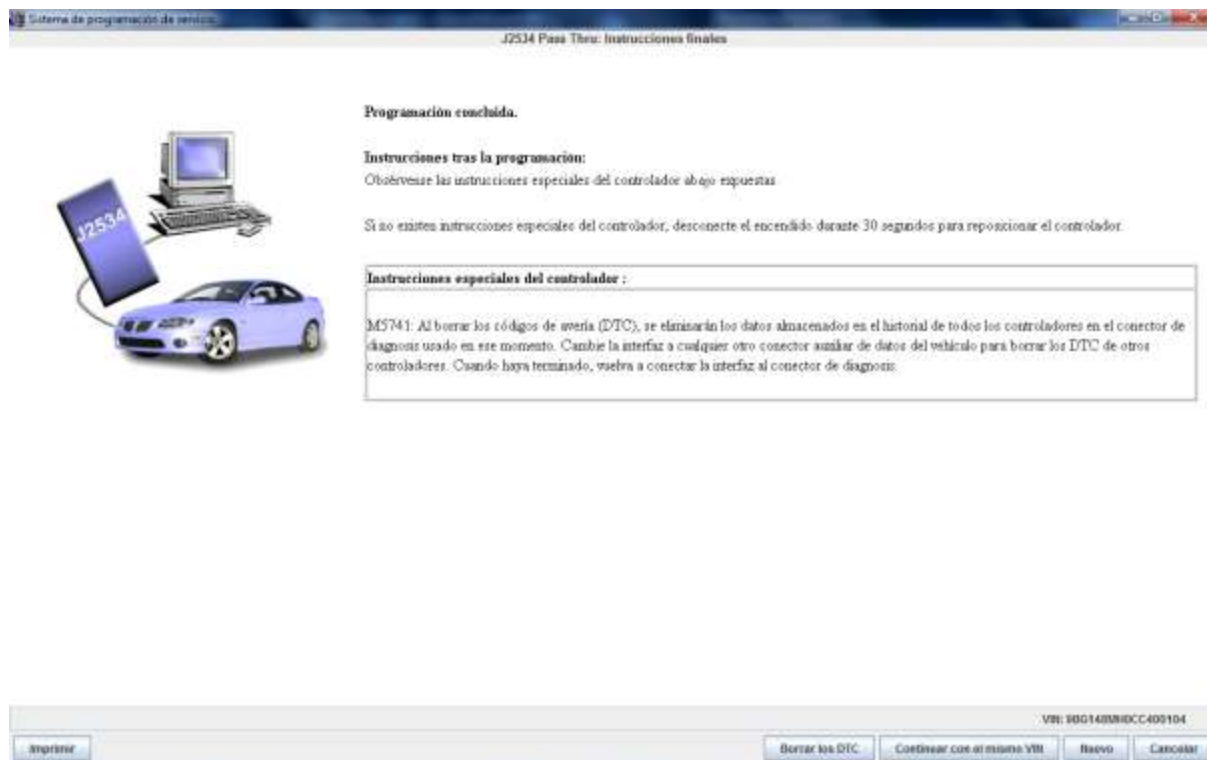 Sistema de programación de servicio
J2534 Pass Thru: Instrucciones finales
Programación concluida.
Instrucciones tras la programación:
Obsérvense las instrucciones especiales del controlador abajo expuestas
Si no existen instrucciones especiales del controlador, desconecte el encendido durante 30 segundos para reposicionar el controlador.
J2534
Instrucciones especiales del controlador :
M5741: Al borrar los códigos de avería (DTC), se eliminarán los datos almacenados en el historial de todos los controladores en el conector de
diagnosis usado en ese momento. Cambie la interfaz a cualquier otro conector auxiliar de datos del vehículo para borrar los DTC de otros
controladores. Cuando haya terminado, vuelva a conectar la interfaz al conector de diagnosis.
VIN:
Imprimir
Borrar los DTC
Continuar con el mismo VIN
Nuevo
Cancelar